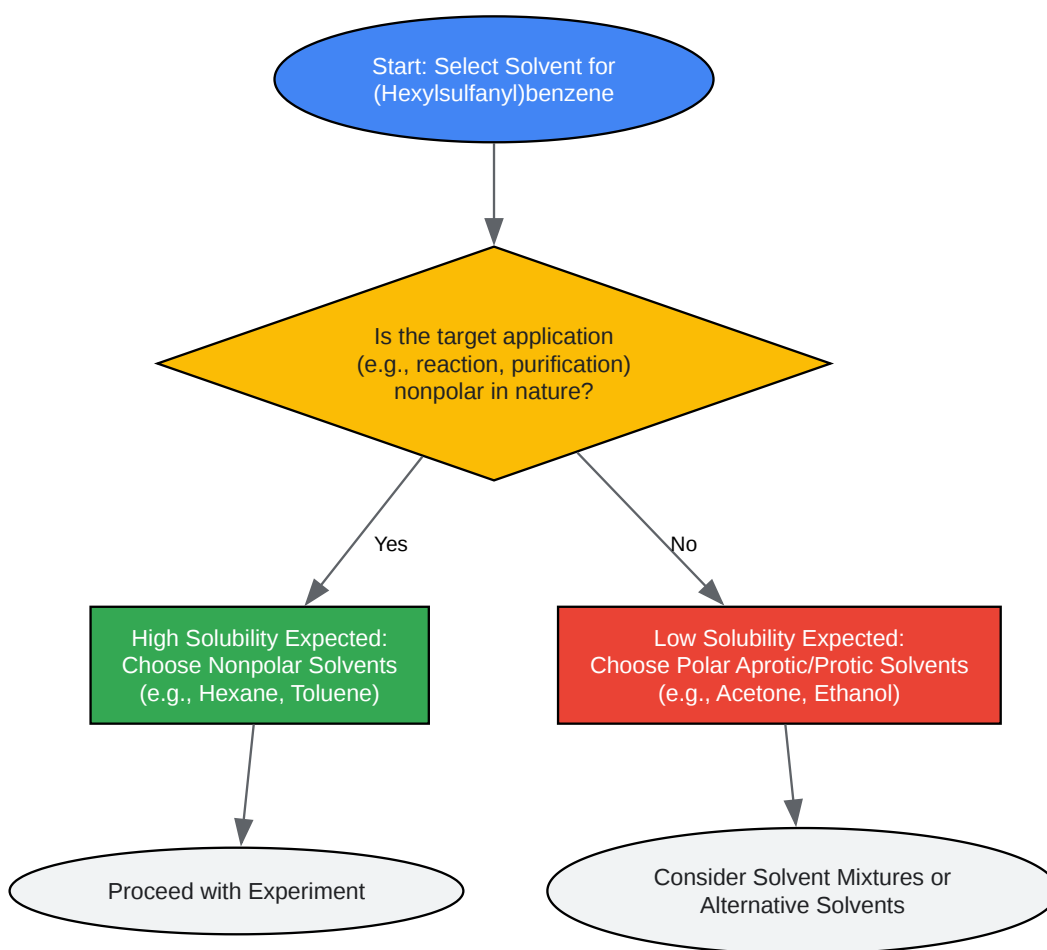 Start: Select Solvent for
(Hexylsulfanyl)benzene
Is the target application
(e.g., reaction, purification)
nonpolar in nature?
Yes
No
High Solubility Expected:
Choose Nonpolar Solvents
(e.g., Hexane, Toluene)
Low Solubility Expected:
Choose Polar Aprotic/Protic Solvents
(e.g., Acetone, Ethanol)
Proceed with Experiment
Consider Solvent Mixtures or
Alternative Solvents